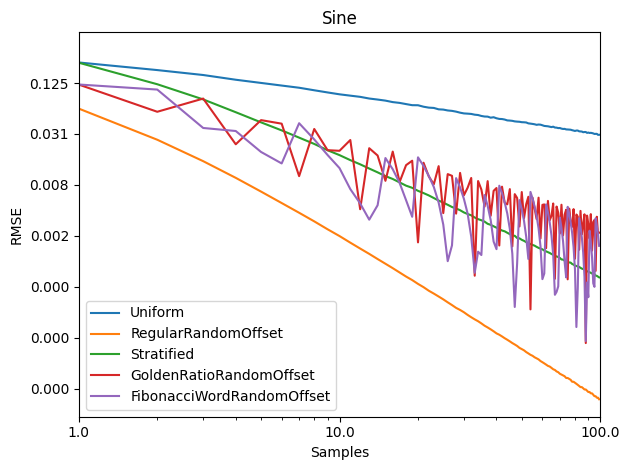 Sine
0.125
0.031
0.008
0.002
0.000
0.000
0.000
RMSE
Uniform
RegularRandomOffset
Stratified
GoldenRatioRandomOffset
FibonacciWordRandomOffset
1.0 10.0 100.0
Samples